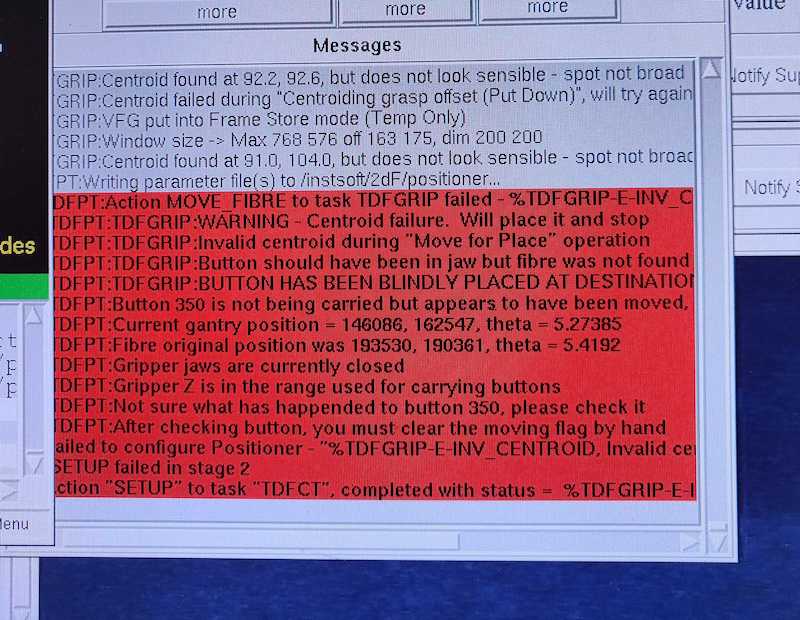 more more more
value
Messages
GRIP:Centroid found at 92.2, 92.6, but does not look sensible - spot not broad
GRIP:Centroid failed during "Centroiding grasp offset (Put Down)", will try again
Notify Su
GRIP:VFG put into Frame Store mode (Temp Only)
GRIP:Window size -> Max 768 576 off 163 175, dim 200 200
GRIP:Centroid found at 91.0, 104.0, but does not look sensible - spot not broad
PT:Writing parameter file(s) to /instsoft/2dF/positioner...
Notify S
DFPT:Action MOVE_FIBRE to task TDFGRIP failed - %TDFGRIP-E-INV_C
TDFPT:TDFGRIP:WARNING - Centroid failure. Will place it and stop
des
TDFPT:TDFGRIP:Invalid centroid during "Move for Place" operation
TDFPT:TDFGRIP:Button should have been in jaw but fibre was not found
TDFPT:TDFGRIP:BUTTON HAS BEEN BLINDLY PLACED AT DESTINATION
TDFPT:Button 350 is not being carried but appears to have been moved,
TDFPT:Current gantry position = 146086, 162547, theta = 5.27385
TDFPT:Fibre original position was 193530, 190361, theta = 5.4192
TDFPT:Gripper jaws are currently closed
TDFPT:Gripper Z is in the range used for carrying buttons
TDFPT:Not sure what has happended to button 350, please check it
TDFPT:After checking button, you must clear the moving flag by hand
ailed to configure Positioner - "%TDFGRIP-E-INV_CENTROID, Invalid ce
SETUP failed in stage 2
ction "SETUP" to task "TDFCT", completed with status = %TDFGRIP-E-I
Menu